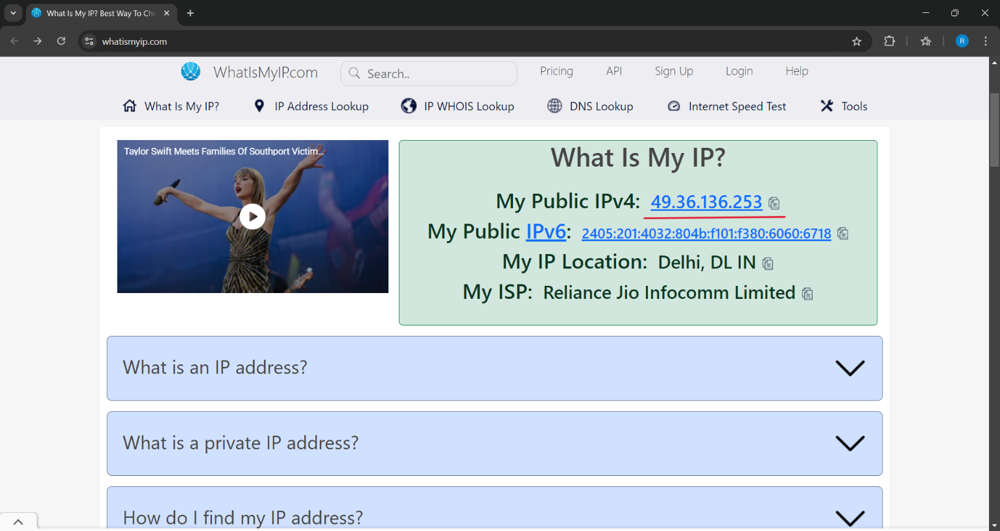 What Is My IP? Best Way To Che
whatismyip.com
R
WhatIsMyIP.com
Search..
Pricing
API
Sign Up
Login
Help
What Is My IP?
IP Address Lookup
IP WHOIS Lookup
DNS
DNS Lookup
Internet Speed Test
Tools
Taylor Swift Meets Families Of Southport Victim...
What Is My IP?
My Public IPv4: 49.36.136.253
My Public IPv6: 2405:201:4032:804b:f101:f380:6060:6718
My IP Location: Delhi, DL IN
My ISP: Reliance Jio Infocomm Limited
What is an IP address?
What is a private IP address?
How do I find my IP address?